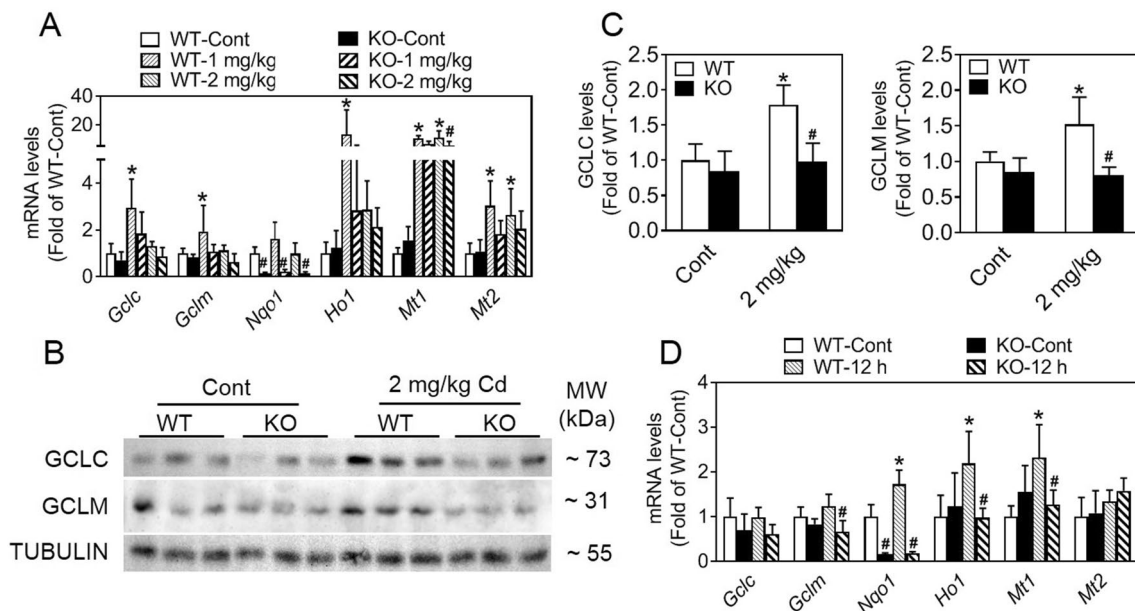 A
WT-Cont
KO-Cont
WT-1 mg/kg
KO-1 mg/kg
WT-2 mg/kg
KO-2 mg/kg
mRNA levels
(Fold of WT-Cont)
40
20
4
2
0
*
*
#
#
#
*
*
*
#
*
*
Gclc
Gclm
Nqo1
Ho1
Mt1
Mt2
B
Cont
2 mg/kg Cd
MW
(kDa)
WT
KO
WT
KO
GCLC
~ 73
GCLM
~ 31
TUBULIN
~ 55
C
GCLC levels
(Fold of WT-Cont)
2.5
2.0
1.5
1.0
0.5
0.0
WT
KO
*
#
Cont
2 mg/kg
GCLM levels
(Fold of WT-Cont)
2.5
2.0
1.5
1.0
0.5
0.0
WT
KO
*
#
Cont
2 mg/kg
D
WT-Cont
KO-Cont
WT-12 h
KO-12 h
mRNA levels
(Fold of WT-Cont)
4
3
2
1
0
#
#
*
#
*
#
*
#
Gclc
Gclm
Nqo1
Ho1
Mt1
Mt2